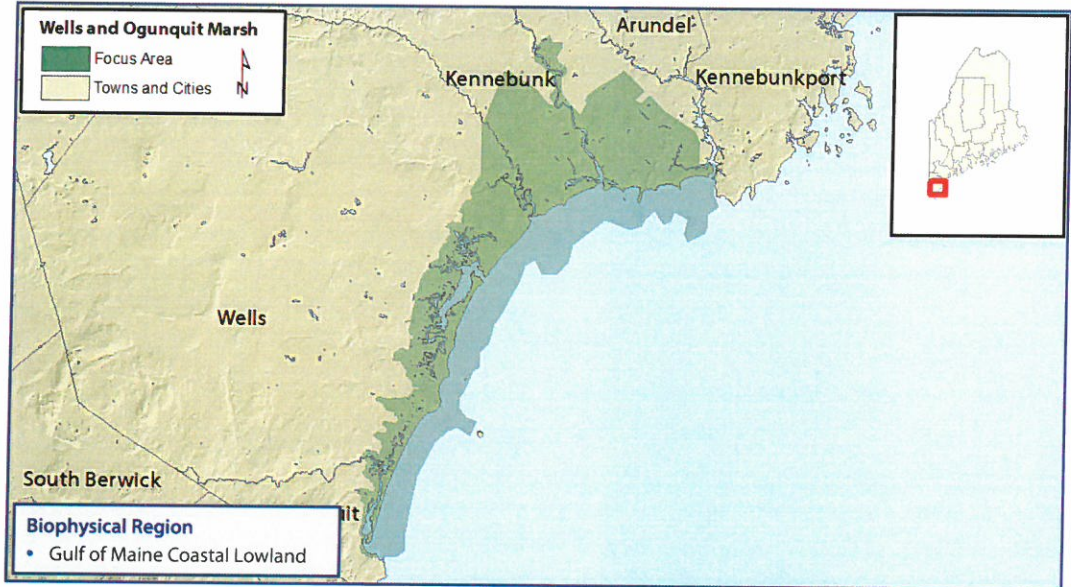 Wells and Ogunquit Marsh
Focus Area
Towns and Cities
N
Arundel
Kennebunk
Kennebunkport
Wells
South Berwick
uit
Biophysical Region
• Gulf of Maine Coastal Lowland